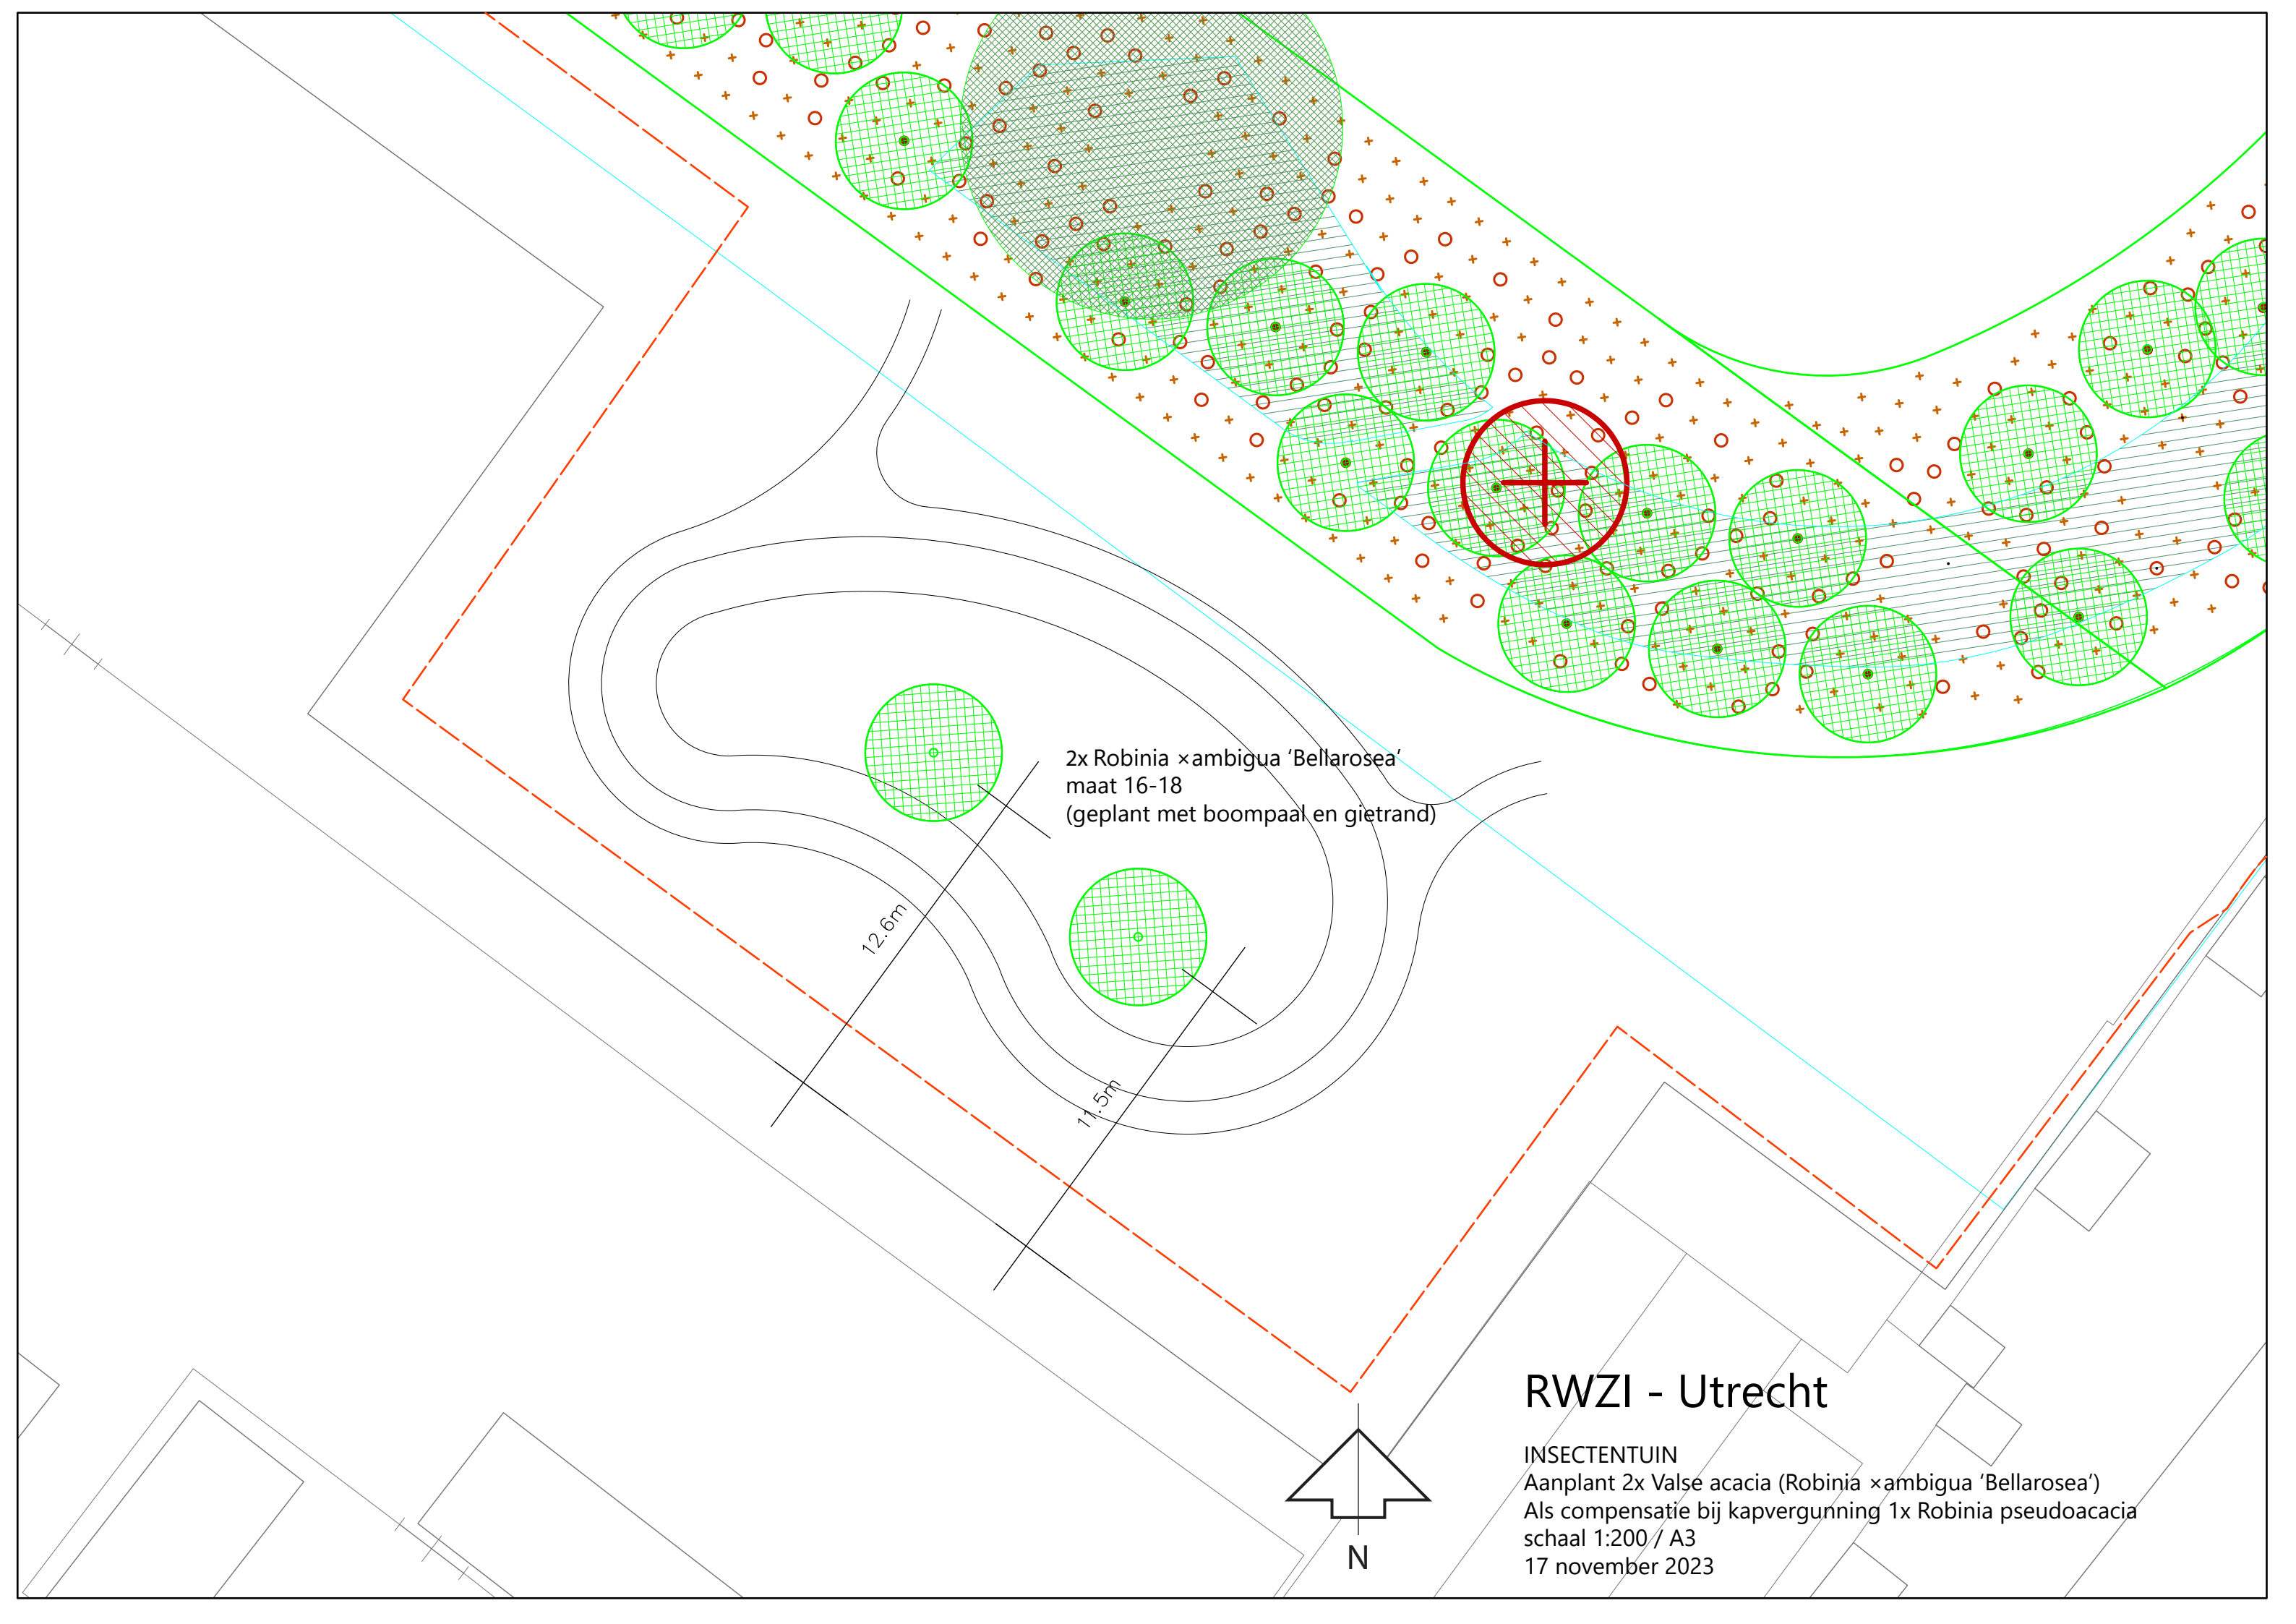 2x Robinia ×ambigua ‘Bellarosea’
maat 16-18
(geplant met boompaal en gietrand)
12.6m
11.5m
RWZI - Utrecht
INSECTENTUIN
Aanplant 2x Valse acacia (Robinia ×ambigua ‘Bellarosea’)
Als compensatie bij kapvergunning 1x Robinia pseudoacacia
schaal 1:200 / A3
17 november 2023
N